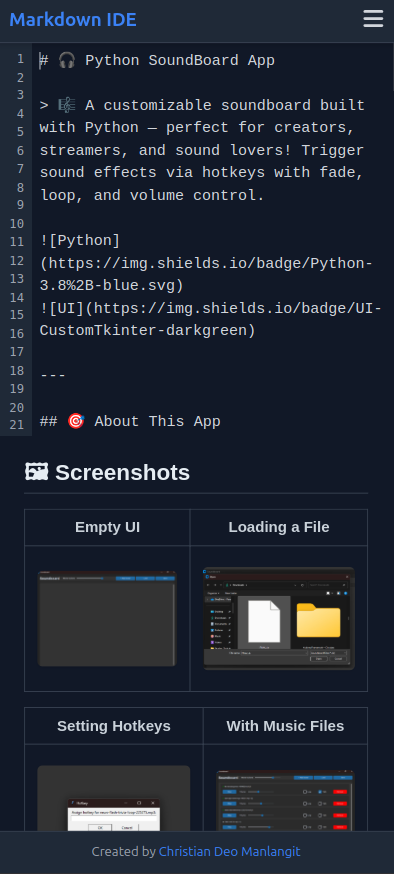 Markdown IDE
1
2
3
4
5
6
7
8
9
10
11
12
13
14
15
16
17
18
19
20
21
# 🎧 Python SoundBoard App
> 🎼 A customizable soundboard built
with Python — perfect for creators,
streamers, and sound lovers! Trigger
sound effects via hotkeys with fade,
loop, and volume control.
![Python]
(https://img.shields.io/badge/Python-
3.8%2B-blue.svg)
![UI](https://img.shields.io/badge/UI-
CustomTkinter-darkgreen)
---
## 🎯 About This App
🖼 Screenshots
Empty UI
Loading a File
Setting Hotkeys
With Music Files
Created by Christian Deo Manlangit